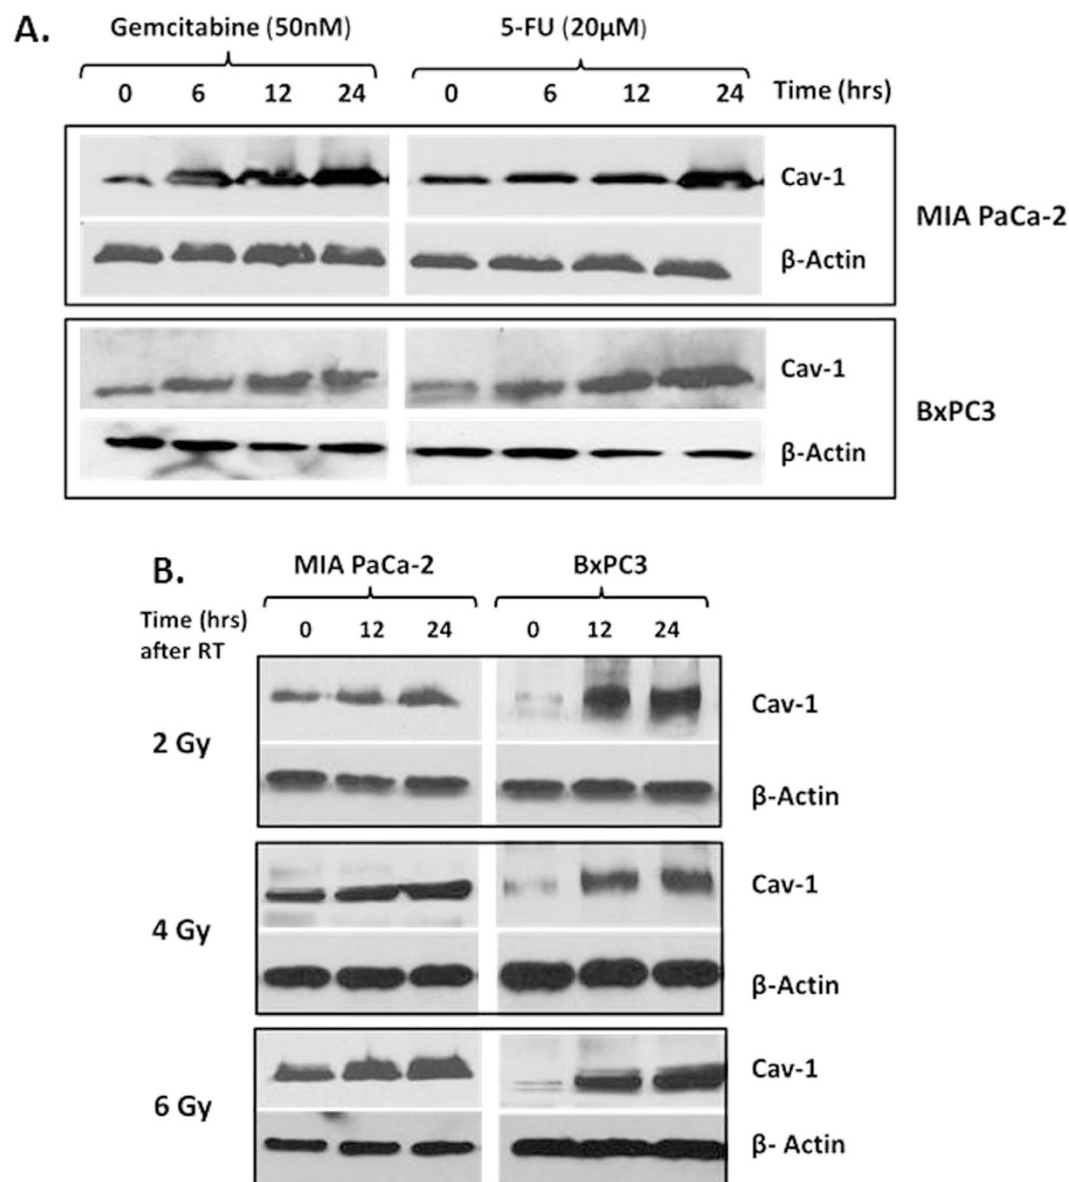 A.
Gemcitabine (50nM) 5-FU (20µM)
0 6 12 24 0 6 12 24 Time (hrs)
Cav-1
MIA PaCa-2
β-Actin
Cav-1
BxPC3
β-Actin
B.
MIA PaCa-2 BxPC3
Time (hrs)
after RT
0 12 24 0 12 24
Cav-1
2 Gy
β-Actin
Cav-1
4 Gy
β-Actin
Cav-1
6 Gy
β- Actin